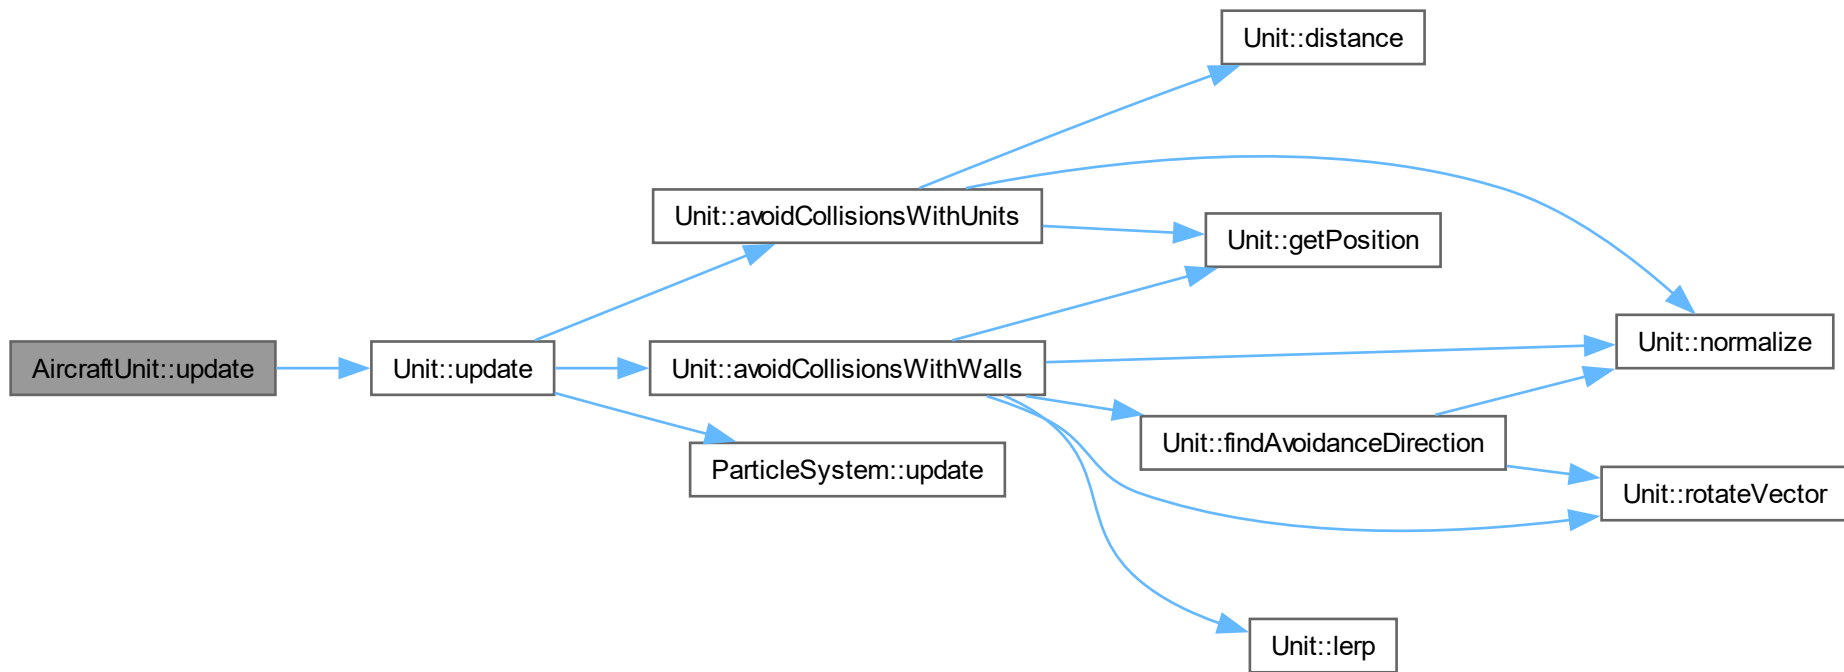 Unit::distance
Unit::avoidCollisionsWithUnits
Unit::getPosition
Unit::normalize
AircraftUnit::update
Unit::update
Unit::avoidCollisionsWithWalls
Unit::findAvoidanceDirection
ParticleSystem::update
Unit::rotateVector
Unit::lerp